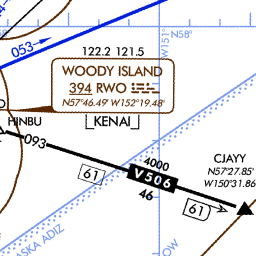 N58°
W151°
053
122.2 121.5
WOODY ISLAND
394 RWO
N57°46.49' W152°19.48'
HINBU
KENAI
093
4000
V506
46
61
61
CJAYY
N57°27.85'
W150°31.86'
ASKA ADIZ